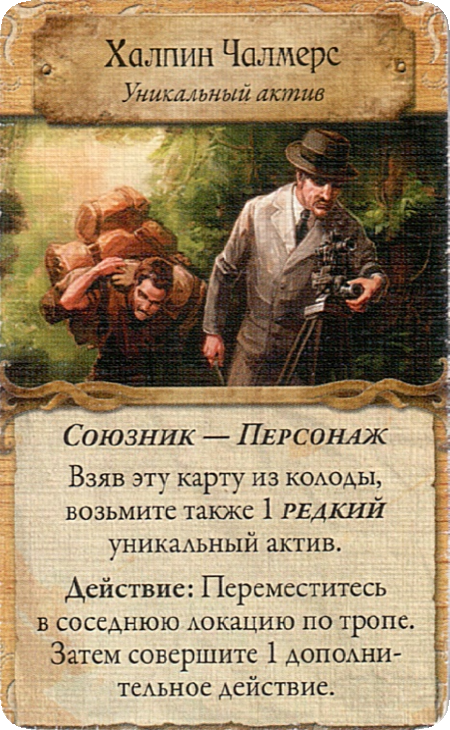 Халпин Чалмерс
Уникальный актив
Союзник — Персонаж
Взяв эту карту из колоды,
возьмите также 1 редкий
уникальный актив.
Действие: Переместитесь
в соседнюю локацию по тропе.
Затем совершите 1 дополни-
тельное действие.